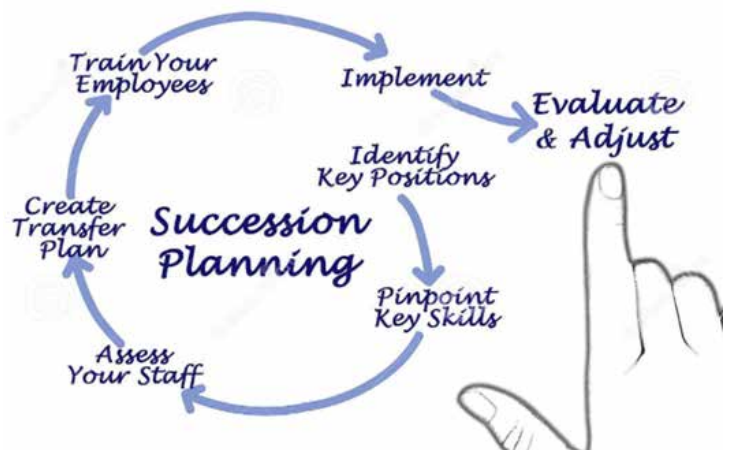 Succession
Planning
Identify
Key Positions
Pinpoint
Key Skills
Assess
Your Staff
Create
Transfer
Plan
Train Your
Employees
Implement
Evaluate
& Adjust